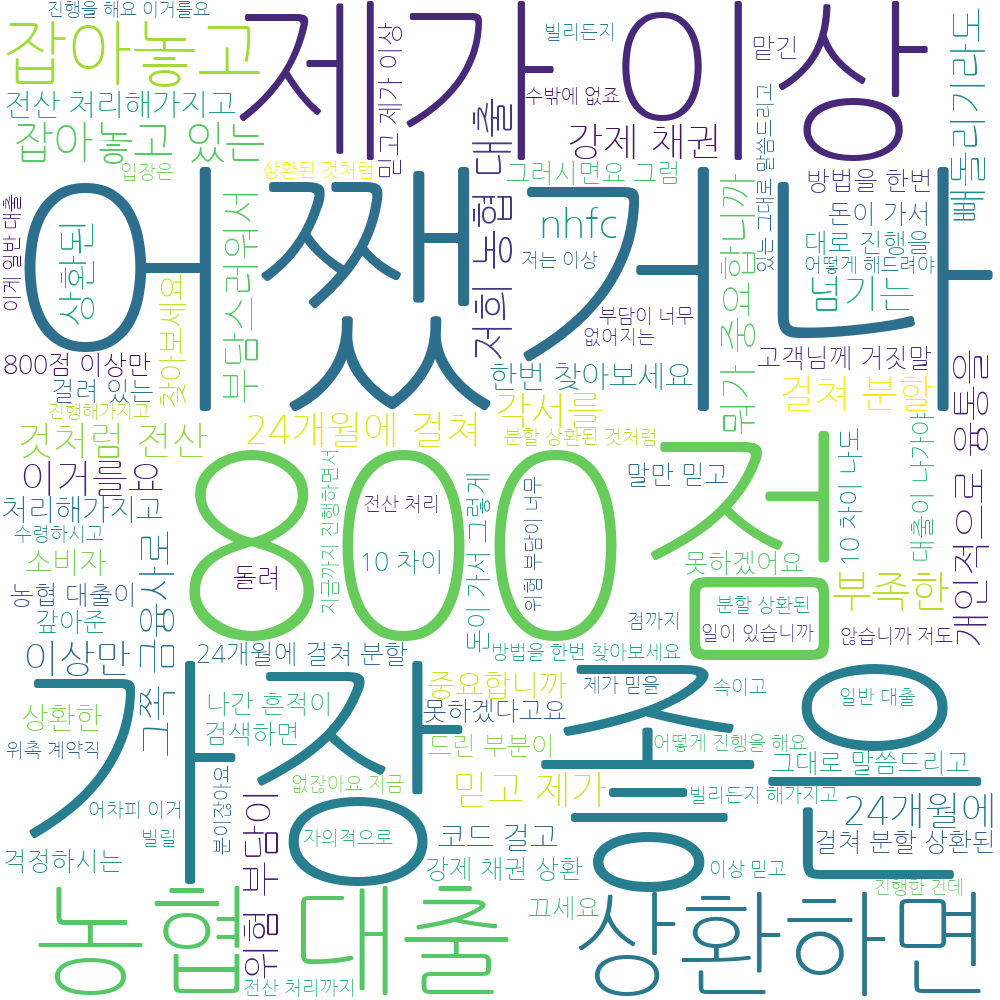 진행을 해요 이거를요
잡아놓고
제가 이상
빌리든지
맡긴
빼돌리기라도
전산 처리해가지고
믿고 제가 이상
수밖에 없죠
잡아놓고 있는
입장은
상환된 것처럼
저희 농협 대출
강제 채권
그러시면요 그럼
있는 그대로 말씀드리고
방법을 한번
이게 일반 대출
어쨌거나
상환된
찾아보세요
부담스러워서
nhfc
저는 이상
뭐가 중요합니까
돈이 가서
대로 진행을
어떻게 해드려야
넘기는
부담이 너무
없어지는
800점 이상만
걸려 있는
진행해가지고
한번 찾아보세요
고객님께 거짓말
개인적으로 융통을
24개월에 걸쳐
각서를
걸쳐 분할
것처럼 전산
분할 상환된 것처럼
이거를요
800점
말만 믿고
10 차이 나도
대출이 나가야
처리해가지고
지금까지 진행하면서
전산 처리
돈이 가서 그렇게
수령하시고
소비자
그쪽 금융사로
돌려
10 차이
위험 부담이 너무
못하겠어요
농협 대출이
부족한
갚아준
점까지
분할 상환된
일이 있습니까
않습니까 저도
이상만
24개월에 걸쳐 분할
방법을 한번 찾아보세요
가장 좋은
상환한
나간 흔적이
중요합니까
제가 믿을
속이고
일반 대출
위촉 계약직
검색하면
못하겠다고요
드린 부분이
어떻게 진행을 해요
분이잖아요
없잖아요 지금
믿고 제가
그대로 말씀드리고
어차피 이거
빌리든지 해가지고
24개월에
빌릴
위험 부담이
자의적으로
코드 걸고
걸쳐 분할 상환된
걱정하시는
강제 채권 상환
이상 믿고
진행한 건데
농협 대출
끄세요
상환하면
전산 처리까지